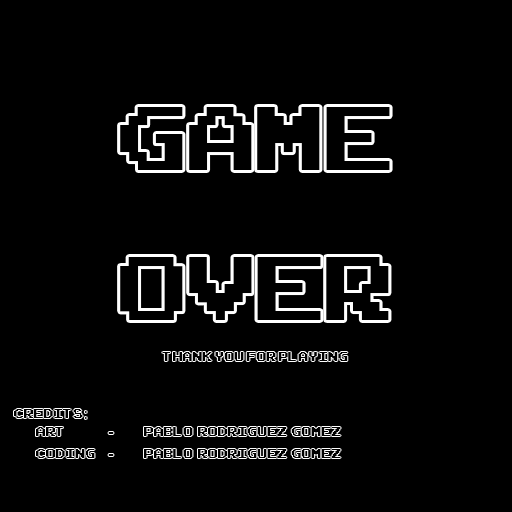 GAME
OVER
THANK YOU FOR PLAYING
CREDITS:
ART - PABLO RODRIGUEZ GOMEZ
CODING - PABLO RODRIGUEZ GOMEZ